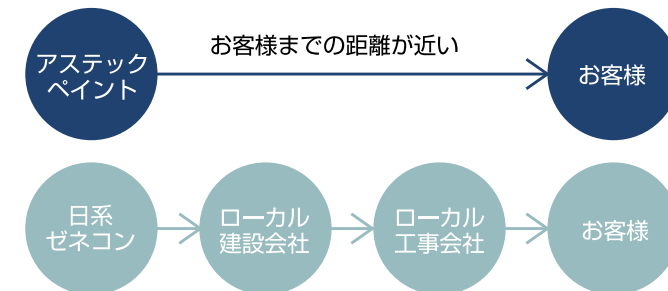 お客様までの距離が近い
アステック
ペイント
お客様
日系
ゼネコン
ローカル
建設会社
ローカル
工事会社
お客様